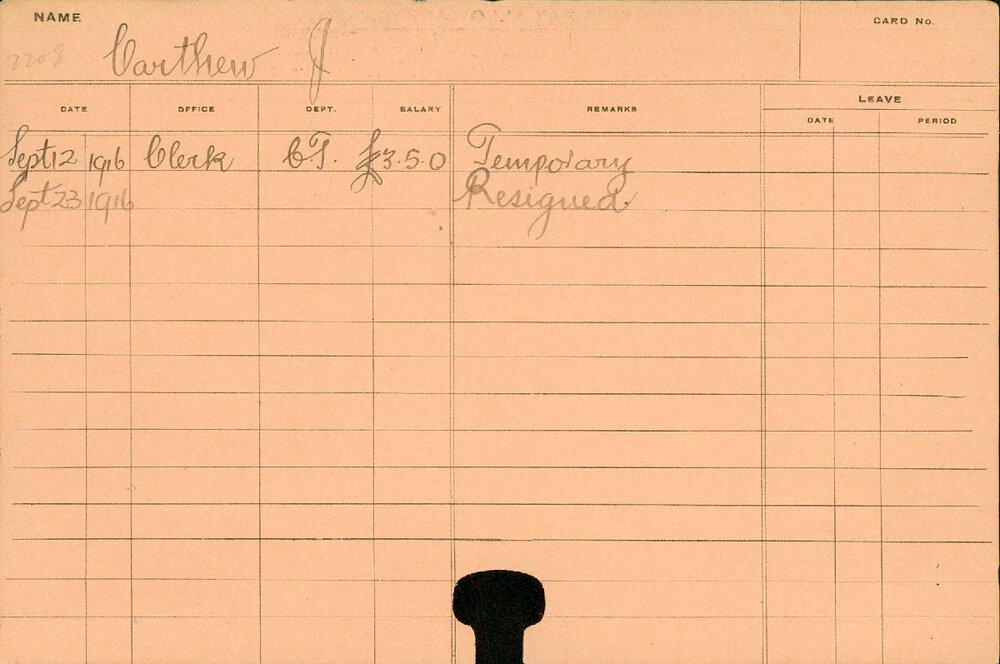 NAME.
CARD No.
2208 Carthew J
LEAVE
DATE OFFICE DEPT. SALARY REMARKS DATE PERIOD
Sept 12 1916 Clerk C.T. £3.5.0 Temporary
Sept 23 1916 Resigned.